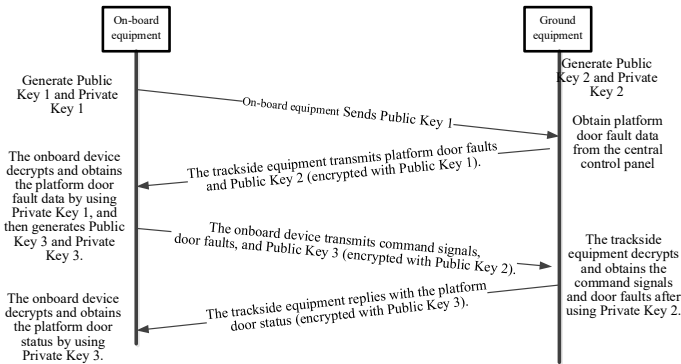 On-board
equipment
Ground
equipment
Generate Public
Key 1 and Private
Key 1
Generate Public
Key 2 and Private
Key 2
On-board equipment Sends Public Key 1
Obtain platform
door fault data
from the central
control panel
The trackside equipment transmits platform door faults
and Public Key 2 (encrypted with Public Key 1).
The onboard device
decrypts and obtains
the platform door
fault data by using
Private Key 1, and
then generates Public
Key 3 and Private
Key 3.
The onboard device transmits command signals,
door faults, and Public Key 3 (encrypted with Public Key 2).
The trackside
equipment decrypts
and obtains the
command signals
and door faults after
using Private Key 2.
The trackside equipment replies with the platform
door status (encrypted with Public Key 3).
The onboard device
decrypts and obtains
the platform door
status by using
Private Key 3.